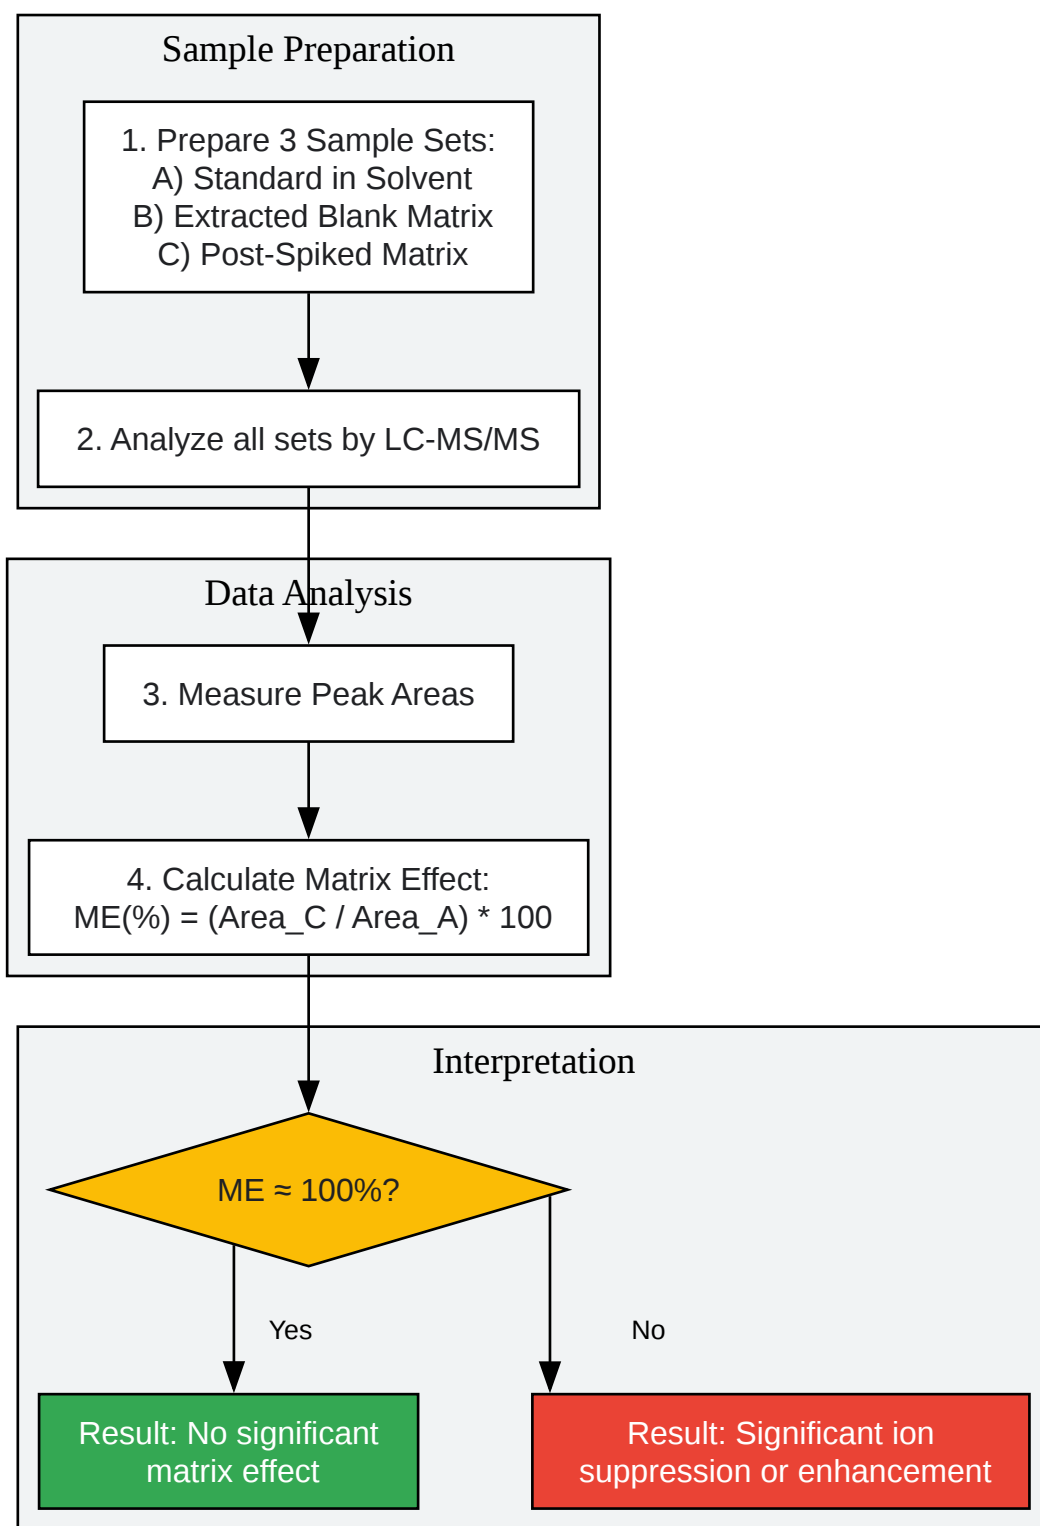 Sample Preparation
1. Prepare 3 Sample Sets:
A) Standard in Solvent
B) Extracted Blank Matrix
C) Post-Spiked Matrix
2. Analyze all sets by LC-MS/MS
Data Analysis
3. Measure Peak Areas
4. Calculate Matrix Effect:
ME(%) = (Area_C / Area_A) * 100
Interpretation
ME ≈ 100%?
Yes
No
Result: No significant
matrix effect
Result: Significant ion
suppression or enhancement